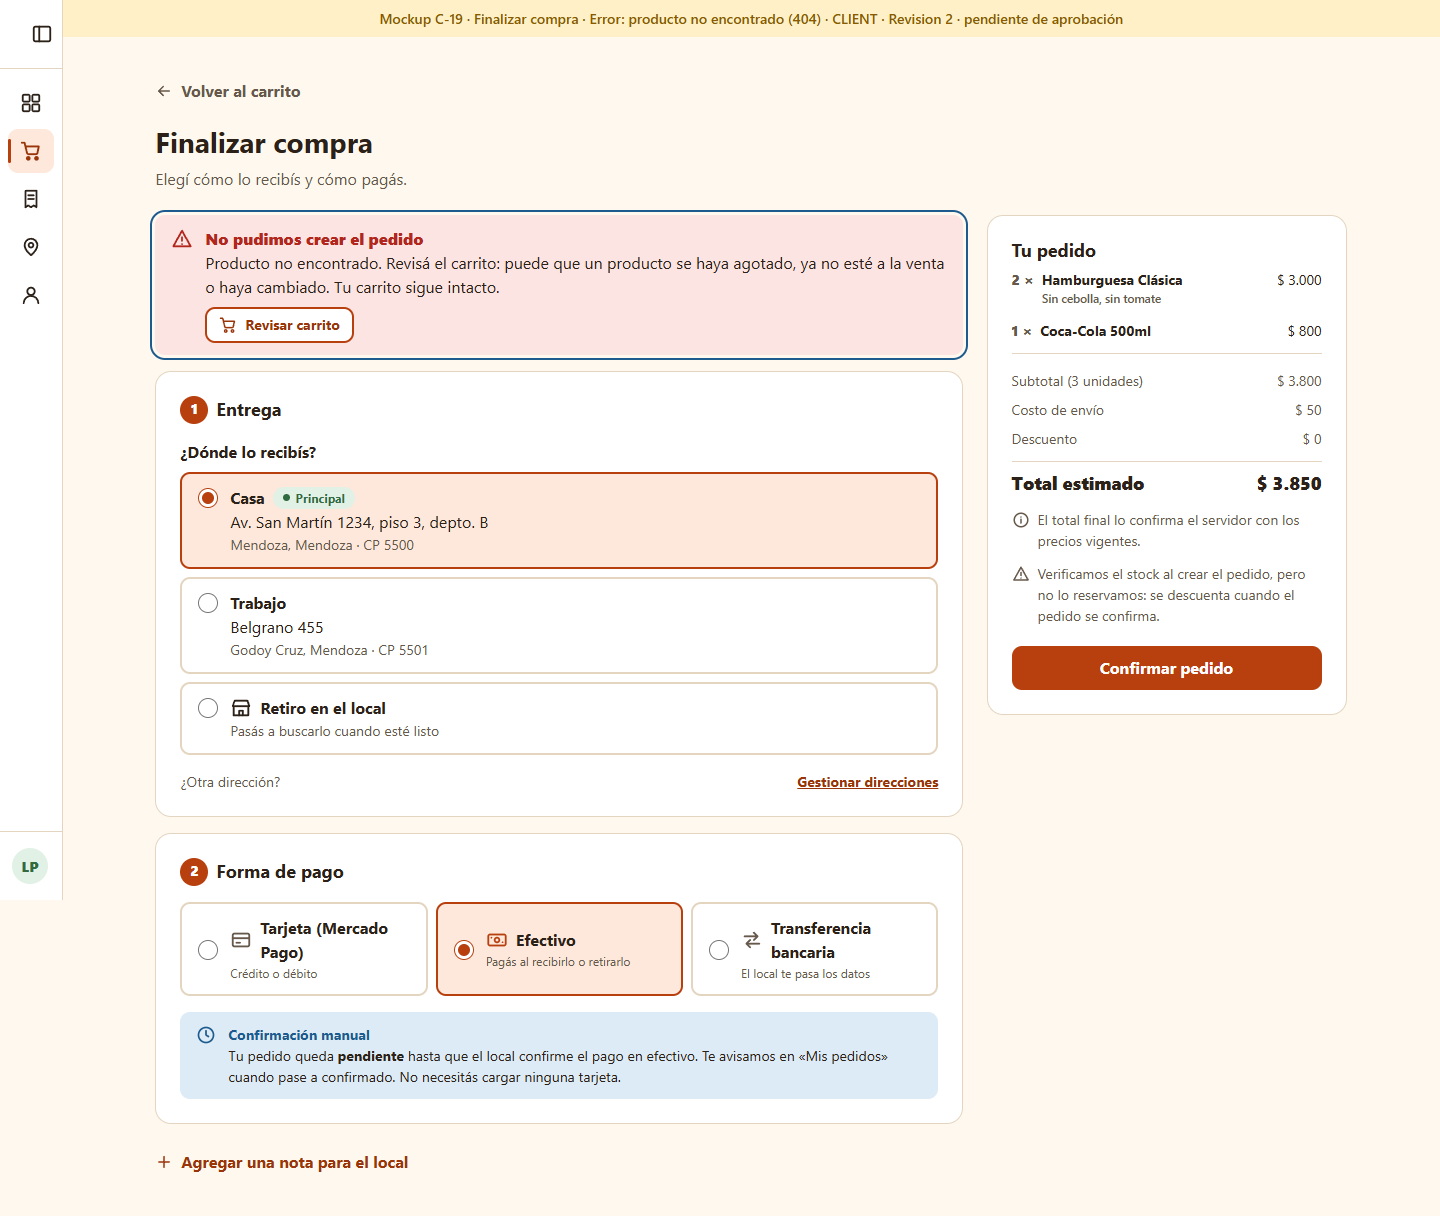 Mockup C-19 · Finalizar compra · Error: producto no encontrado (404) · CLIENT · Revision 2 · pendiente de aprobación
Volver al carrito
Finalizar compra
Elegí cómo lo recibís y cómo pagás.
No pudimos crear el pedido
Producto no encontrado. Revisá el carrito: puede que un producto se haya agotado, ya no esté a la venta
o haya cambiado. Tu carrito sigue intacto.
Revisar carrito
1 Entrega
¿Dónde lo recibís?
Casa Principal
Av. San Martín 1234, piso 3, depto. B
Mendoza, Mendoza · CP 5500
Trabajo
Belgrano 455
Godoy Cruz, Mendoza · CP 5501
Retiro en el local
Pasás a buscarlo cuando esté listo
¿Otra dirección? Gestionar direcciones
2 Forma de pago
Tarjeta (Mercado
Pago)
Crédito o débito
Efectivo
Pagás al recibirlo o retirarlo
Transferencia
bancaria
El local te pasa los datos
Confirmación manual
Tu pedido queda pendiente hasta que el local confirme el pago en efectivo. Te avisamos en «Mis pedidos»
cuando pase a confirmado. No necesitás cargar ninguna tarjeta.
Agregar una nota para el local
Tu pedido
2 × Hamburguesa Clásica $ 3.000
Sin cebolla, sin tomate
1 × Coca-Cola 500ml $ 800
Subtotal (3 unidades) $ 3.800
Costo de envío $ 50
Descuento $ 0
Total estimado $ 3.850
El total final lo confirma el servidor con los
precios vigentes.
Verificamos el stock al crear el pedido, pero
no lo reservamos: se descuenta cuando el
pedido se confirma.
Confirmar pedido
LP